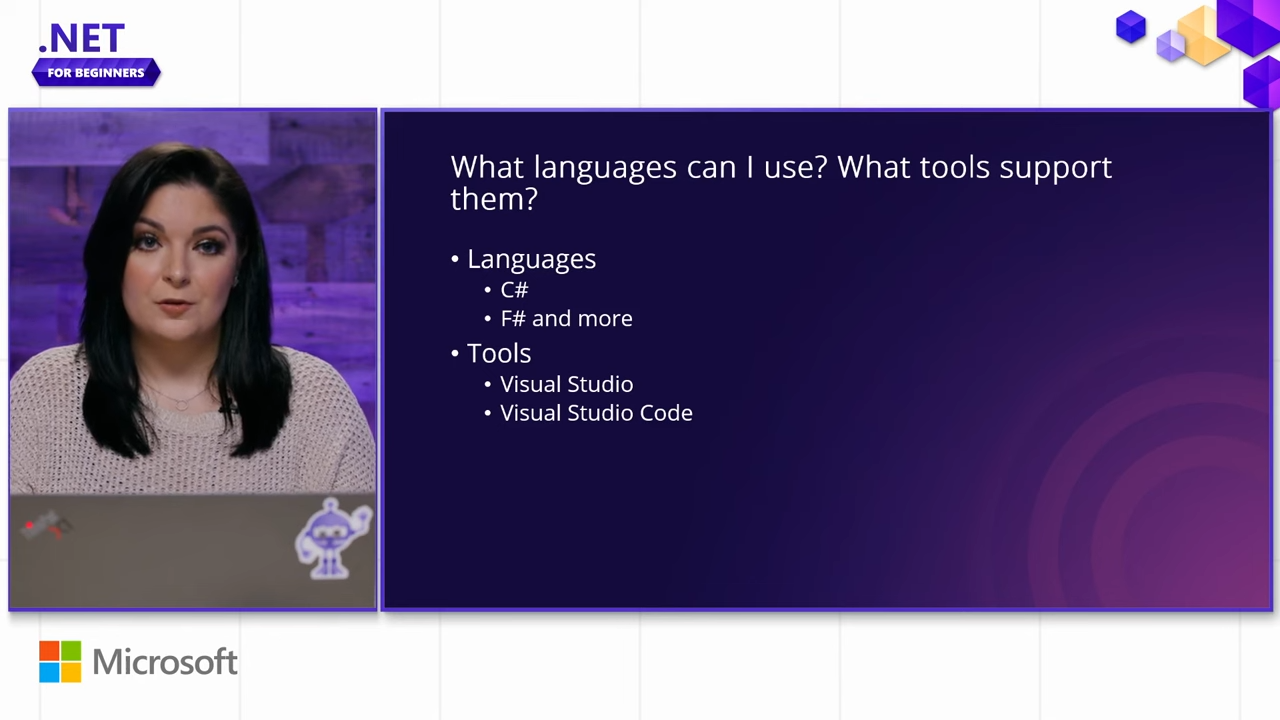 .NET
FOR BEGINNERS
What languages can I use? What tools support
them?
• Languages
• C#
• F# and more
• Tools
• Visual Studio
• Visual Studio Code
Microsoft